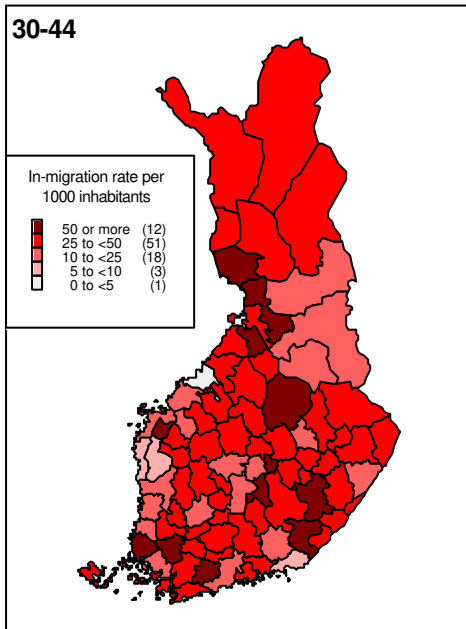 30-44
In-migration rate per
1000 inhabitants
50 or more (12)
25 to <50 (51)
10 to <25 (18)
5 to <10 (3)
0 to <5 (1)